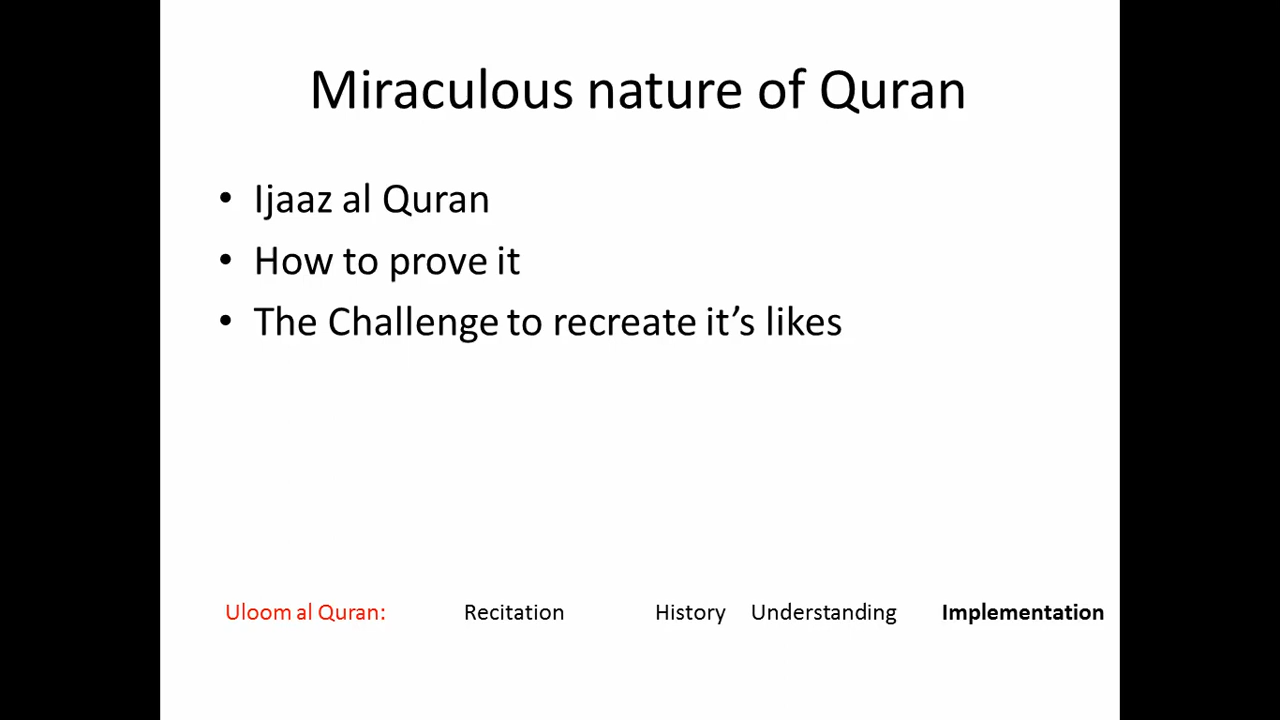 Miraculous nature of Quran
• Ijaaz al Quran
• How to prove it
• The Challenge to recreate it’s likes
Uloom al Quran: Recitation History Understanding Implementation